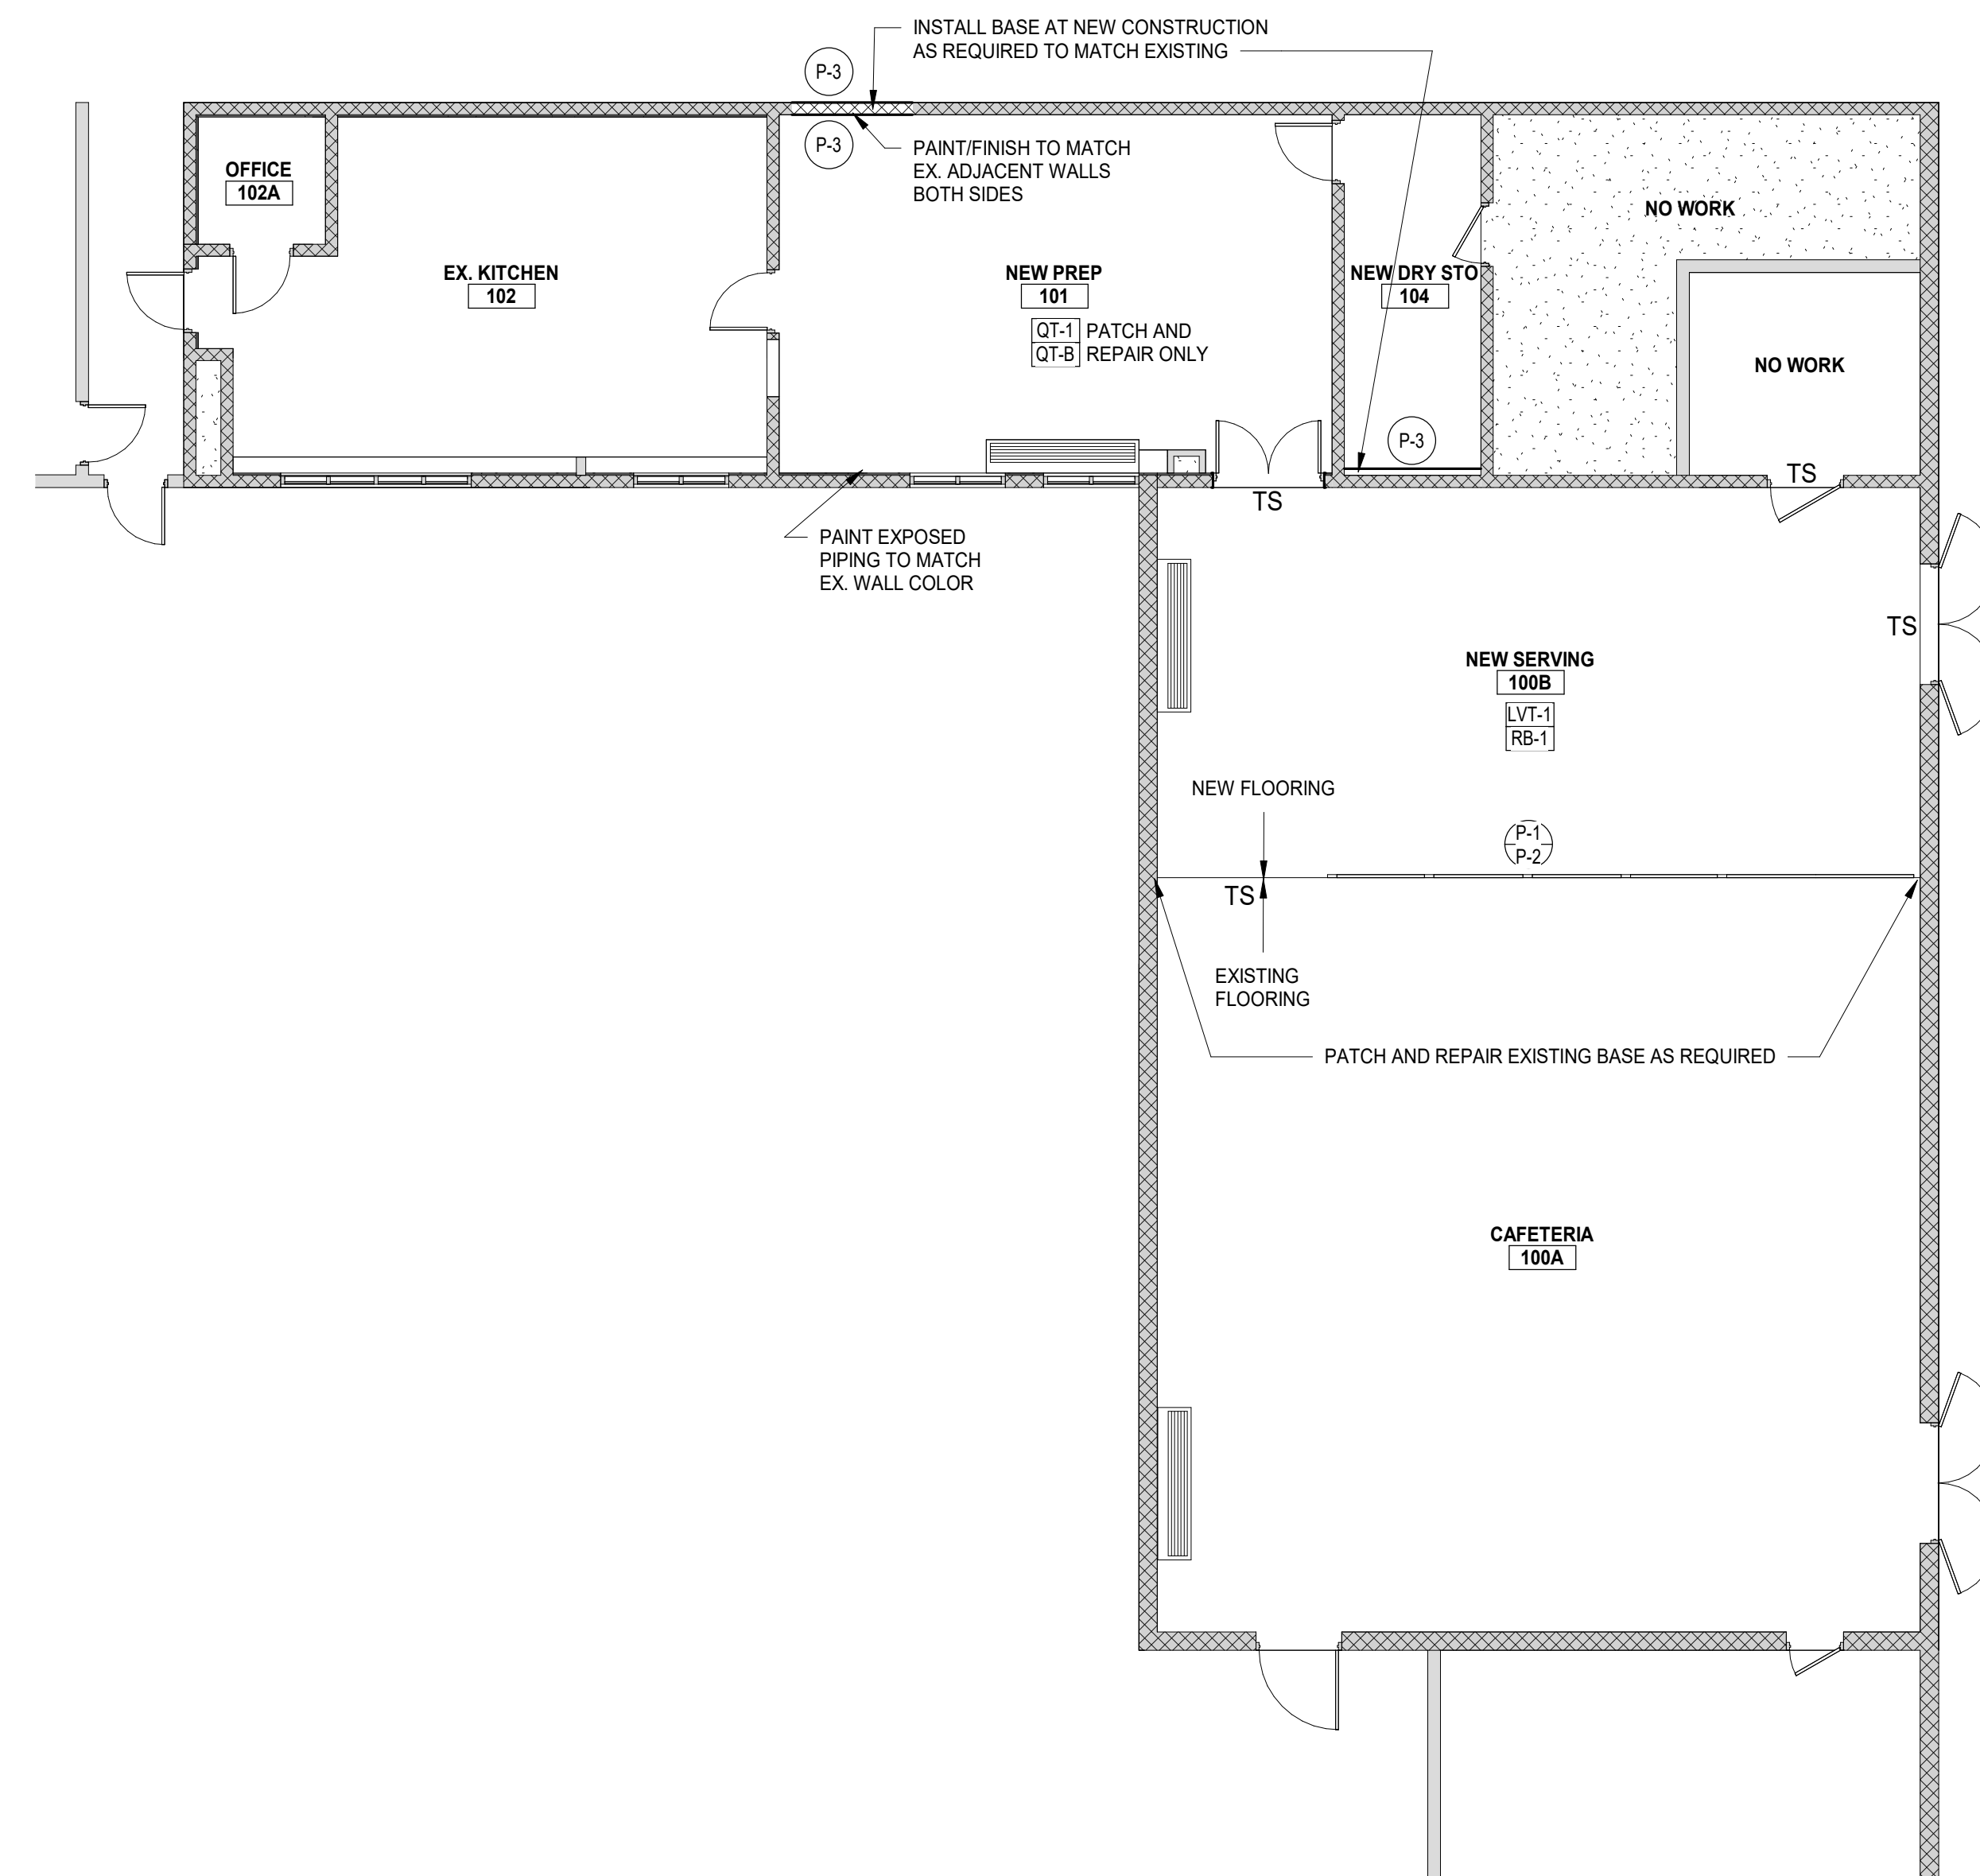 INSTALL BASE AT NEW CONSTRUCTION
AS REQUIRED TO MATCH EXISTING
P-3
P-3
PAINT/FINISH TO MATCH
EX. ADJACENT WALLS
BOTH SIDES
OFFICE
102A
EX. KITCHEN
102
NEW PREP
101
QT-1 PATCH AND
QT-B REPAIR ONLY
NEW DRY STO
104
NO WORK
NO WORK
P-3
TS
TS
PAINT EXPOSED
PIPING TO MATCH
EX. WALL COLOR
TS
NEW SERVING
100B
LVT-1
RB-1
NEW FLOORING
P-1
P-2
TS
EXISTING
FLOORING
PATCH AND REPAIR EXISTING BASE AS REQUIRED
CAFETERIA
100A